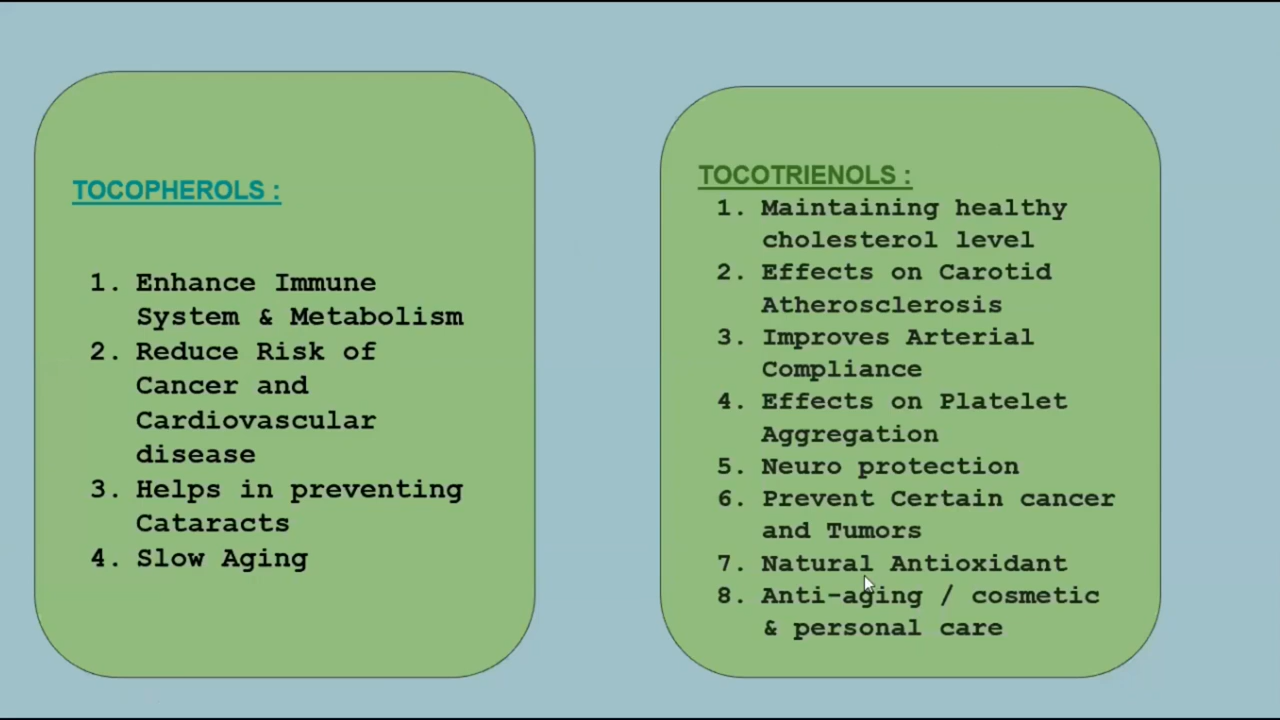 TOCOPHEROLS :
1. Enhance Immune
System & Metabolism
2. Reduce Risk of
Cancer and
Cardiovascular
disease
3. Helps in preventing
Cataracts
4. Slow Aging
TOCOTRIENOLS :
1. Maintaining healthy
cholesterol level
2. Effects on Carotid
Atherosclerosis
3. Improves Arterial
Compliance
4. Effects on Platelet
Aggregation
5. Neuro protection
6. Prevent Certain cancer
and Tumors
7. Natural Antioxidant
8. Anti-aging / cosmetic
& personal care